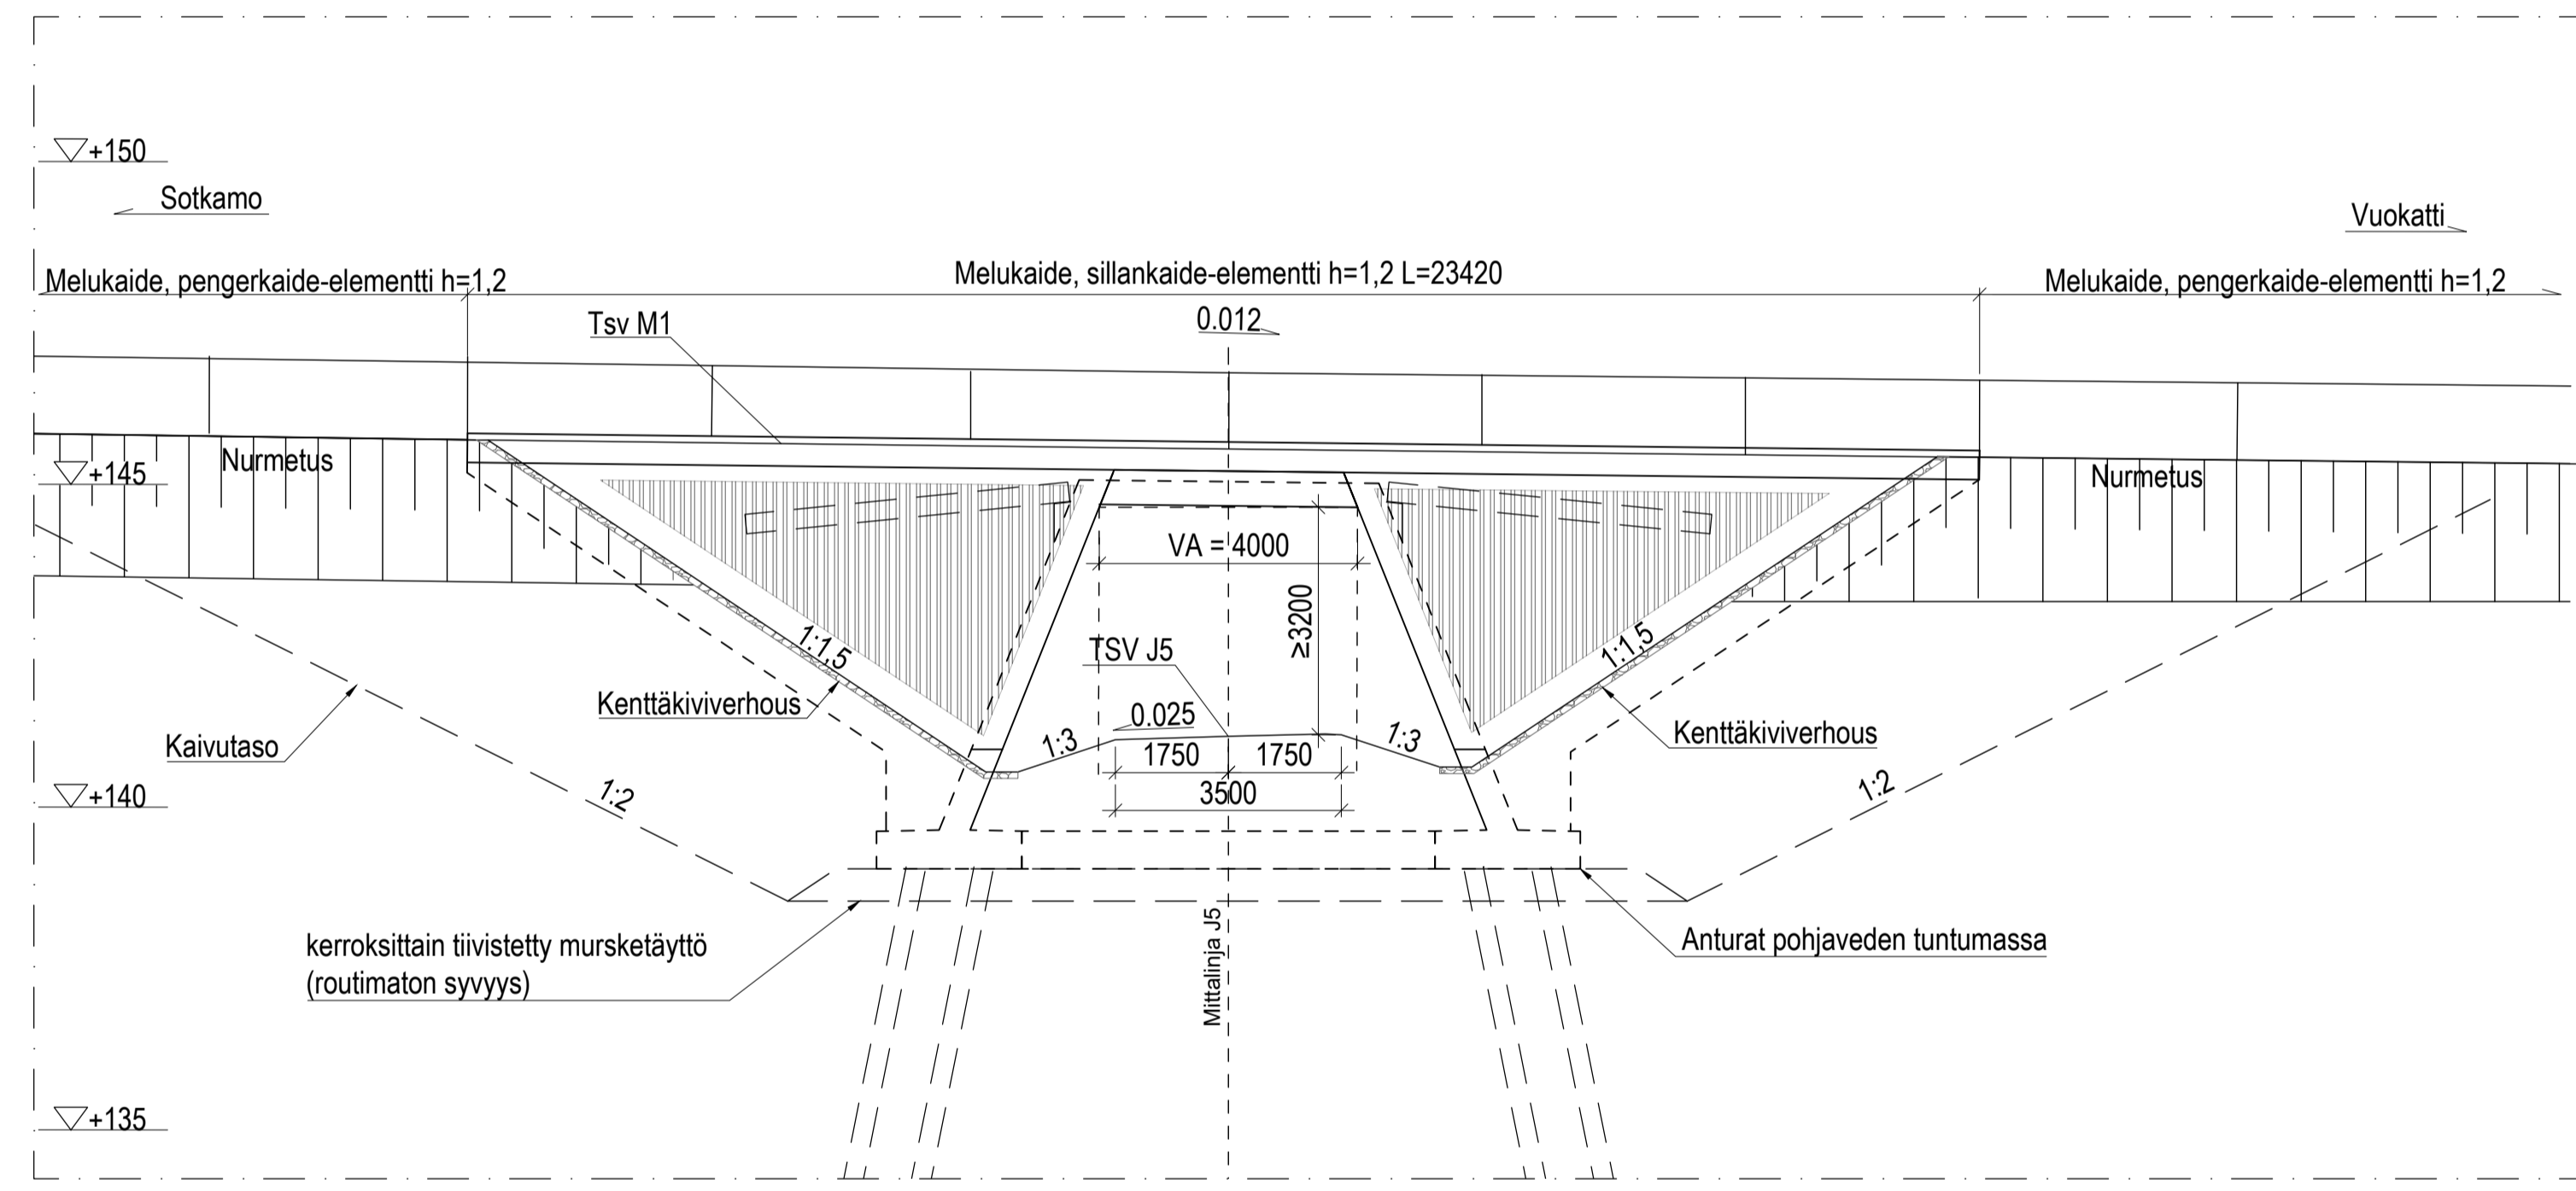 +150
Sotkamo
Vuokatti
Melukaide, pengerkaide-elementti h=1,2
Melukaide, sillankaide-elementti h=1,2 L=23420
Melukaide, pengerkaide-elementti h=1,2
Tsv M1
0.012
Nurmetus
+145
Nurmetus
VA = 4000
≥3200
TSV J5
1:1,5
1:1,5
Kenttäkiviverhous
0.025
1:3
1:3
Kenttäkiviverhous
Kaivutaso
1750
1750
3500
+140
1:2
1:2
kerroksittain tiivistetty mursketäyttö
(routimaton syvyys)
Mittalinja J5
Anturat pohjaveden tuntumassa
+135